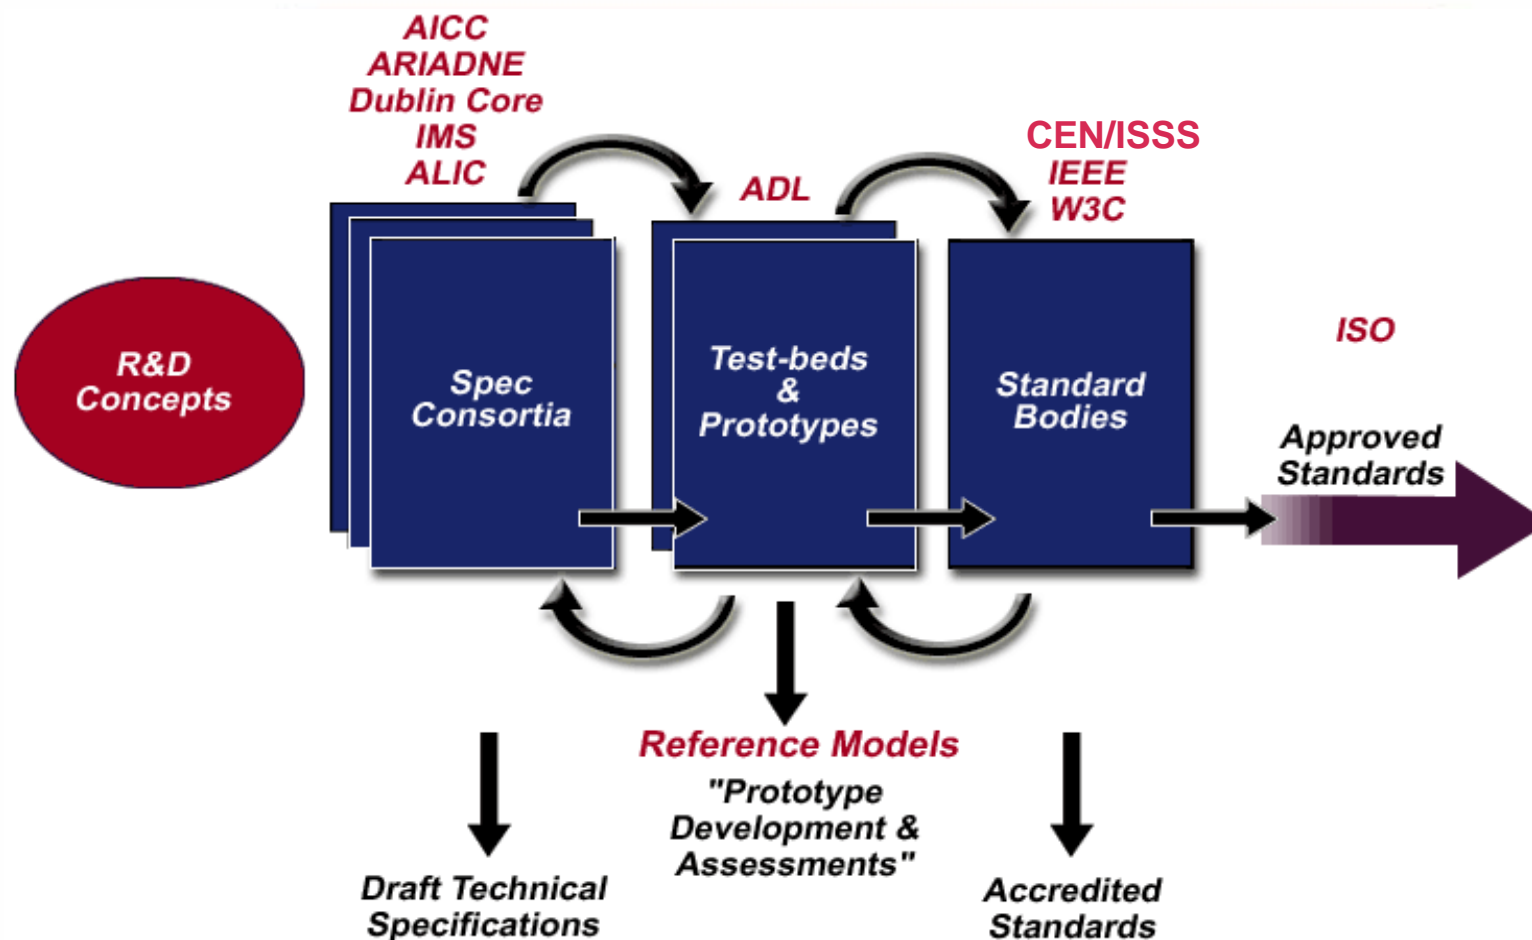 AICC
ARIADNE
Dublin Core
IMS
ALIC
ADL
CEN/ISSS
IEEE
W3C
R&D
Concepts
Spec
Consortia
Test-beds
&
Prototypes
Standard
Bodies
ISO
Approved
Standards
Reference Models
"Prototype
Development &
Assessments"
Draft Technical
Specifications
Accredited
Standards